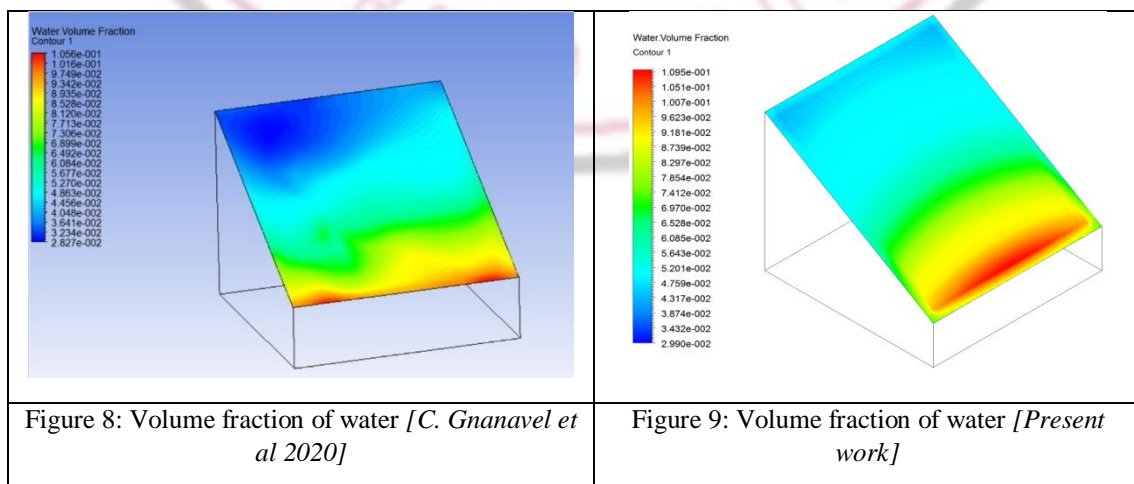 Water.Volume Fraction
Contour 1
1.056e-001
1.016e-001
9.749e-002
9.342e-002
8.935e-002
8.528e-002
8.120e-002
7.713e-002
7.306e-002
6.899e-002
6.492e-002
6.084e-002
5.677e-002
5.270e-002
4.863e-002
4.456e-002
4.048e-002
3.641e-002
3.234e-002
2.827e-002
Water.Volume Fraction
Contour 1
1.095e-001
1.051e-001
1.007e-001
9.623e-002
9.181e-002
8.739e-002
8.297e-002
7.854e-002
7.412e-002
6.970e-002
6.528e-002
6.085e-002
5.643e-002
5.201e-002
4.759e-002
4.317e-002
3.874e-002
3.432e-002
2.990e-002
Figure 8: Volume fraction of water [C. Gnanavel et
al 2020]
Figure 9: Volume fraction of water [Present
work]